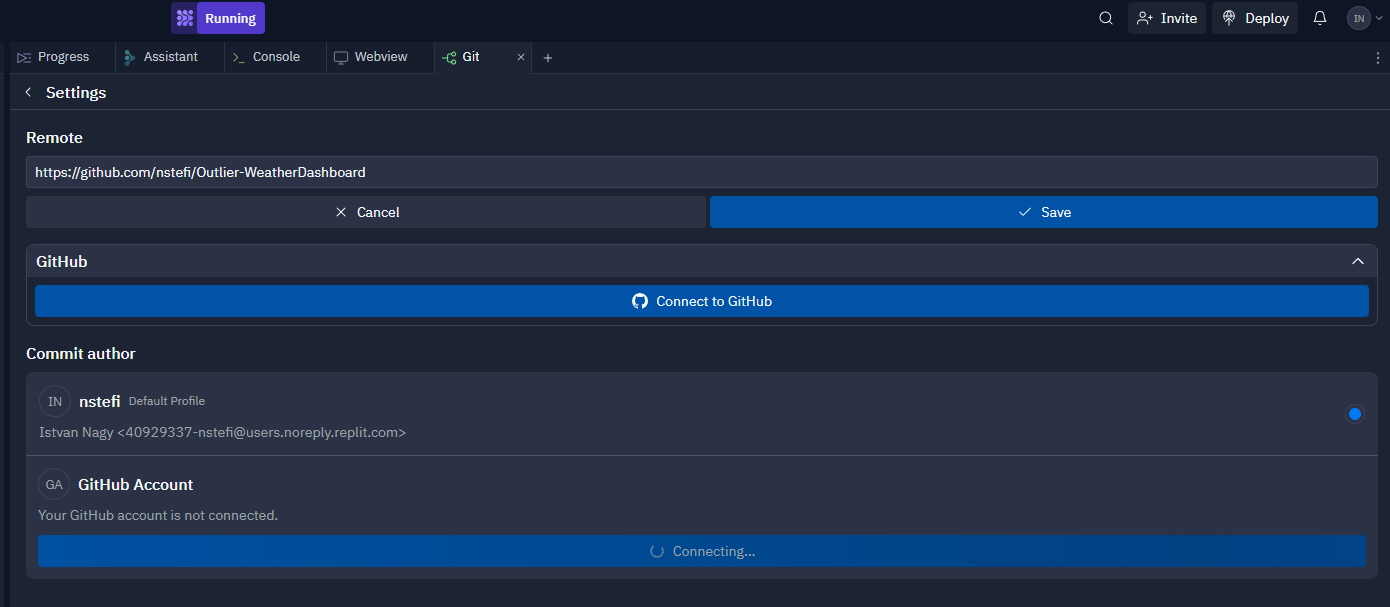 Running
Invite
Deploy
IN
Progress
Assistant
Console
Webview
Git
Settings
Remote
https://github.com/nstefi/Outlier-WeatherDashboard
Cancel
Save
GitHub
Connect to GitHub
Commit author
IN nstefi Default Profile
Istvan Nagy <40929337-nstefi@users.noreply.replit.com>
GA GitHub Account
Your GitHub account is not connected.
Connecting...